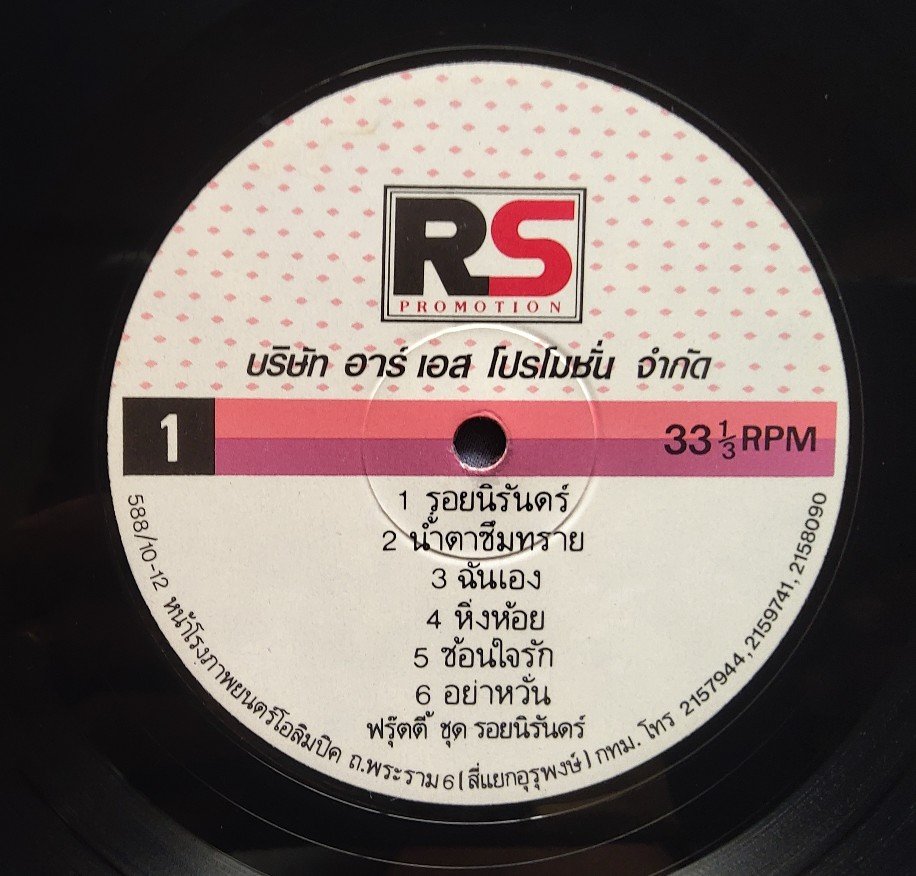 RS
PROMOTION
บริษัท อาร์ เอส โปรโมชั่น จำกัด
1
33 1/3 RPM
1 รอยนิรันดร์
2 น้ำตาซึมทราย
3 ฉันเอง
4 หิ่งห้อย
5 ซ้อนใจรัก
6 อย่าหวั่น
ฟรุ๊ตตี้ ชุด รอยนิรันดร์
588/10-12 หน้าโรงภาพยนตร์โอลิมปิค ถ.พระราม 6 (สี่แยกอุรุพงษ์) กทม. โทร 2157944, 2159741, 2158090